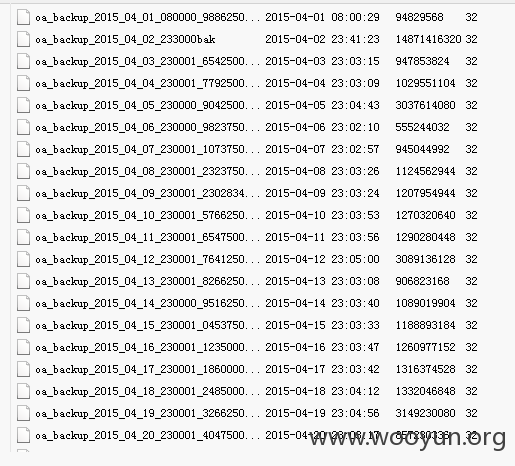 oa_backup_2015_04_01_080000_9886250... 2015-04-01 08:00:29 94829568 32
oa_backup_2015_04_02_233000bak 2015-04-02 23:41:23 14871416320 32
oa_backup_2015_04_03_230001_6542500... 2015-04-03 23:03:15 947853824 32
oa_backup_2015_04_04_230001_7792500... 2015-04-04 23:03:09 1029551104 32
oa_backup_2015_04_05_230000_9042500... 2015-04-05 23:04:43 3037614080 32
oa_backup_2015_04_06_230000_9823750... 2015-04-06 23:02:10 555244032 32
oa_backup_2015_04_07_230001_1073750... 2015-04-07 23:02:57 945044992 32
oa_backup_2015_04_08_230001_2323750... 2015-04-08 23:03:26 1124562944 32
oa_backup_2015_04_09_230001_2302834... 2015-04-09 23:03:24 1207954944 32
oa_backup_2015_04_10_230001_5766250... 2015-04-10 23:03:53 1270320640 32
oa_backup_2015_04_11_230001_6547500... 2015-04-11 23:03:56 1290280448 32
oa_backup_2015_04_12_230001_7641250... 2015-04-12 23:05:00 3089136128 32
oa_backup_2015_04_13_230001_8266250... 2015-04-13 23:03:08 906823168 32
oa_backup_2015_04_14_230000_9516250... 2015-04-14 23:03:40 1089019904 32
oa_backup_2015_04_15_230001_0453750... 2015-04-15 23:03:33 1188893184 32
oa_backup_2015_04_16_230001_1235000... 2015-04-16 23:03:47 1260977152 32
oa_backup_2015_04_17_230001_1860000... 2015-04-17 23:03:42 1316374528 32
oa_backup_2015_04_18_230001_2485000... 2015-04-18 23:04:12 1332046848 32
oa_backup_2015_04_19_230001_3266250... 2015-04-19 23:04:56 3149230080 32
oa_backup_2015_04_20_230001_4047500... 2015-04-20 32
www.wooyun.org